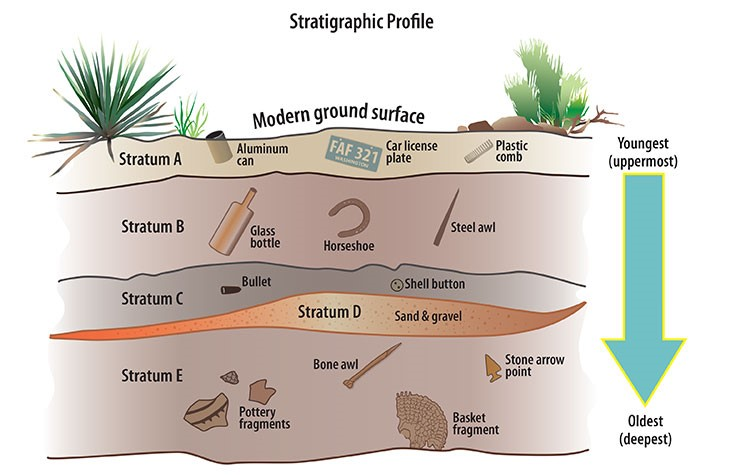 Stratigraphic Profile
Modern ground surface
Stratum A
Aluminum
can
FAF 321
WASHINGTON
Car license
plate
Plastic
comb
Youngest
(uppermost)
Stratum B
Glass
bottle
Horseshoe
Steel awl
Stratum C
Bullet
Shell button
Stratum D
Sand & gravel
Stratum E
Bone awl
Stone arrow
point
Pottery
fragments
Basket
fragment
Oldest
(deepest)